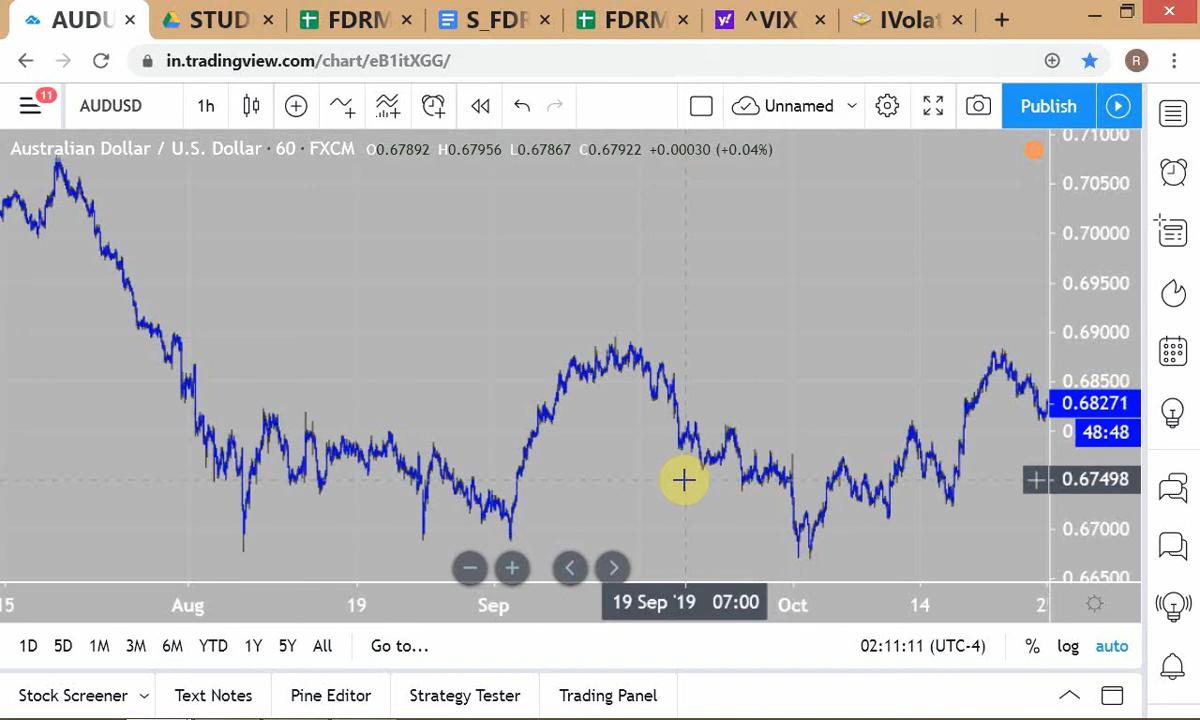 AUDU STUD FDRM S_FDR FDRM ^VIX IVolat
in.tradingview.com/chart/eB1itXGG/ R
11 AUDUSD 1h Unnamed Publish
Australian Dollar / U.S. Dollar · 60 · FXCM O0.67892 H0.67956 L0.67867 C0.67922 +0.00030 (+0.04%)
0.71000
0.70500
0.70000
0.69500
0.69000
0.68500
0.68271
0 48:48
0.67498
0.67000
0.66500
15 Aug 19 Sep 19 Sep '19 07:00 Oct 14 2
1D 5D 1M 3M 6M YTD 1Y 5Y All Go to... 02:11:11 (UTC-4) % log auto
Stock Screener Text Notes Pine Editor Strategy Tester Trading Panel